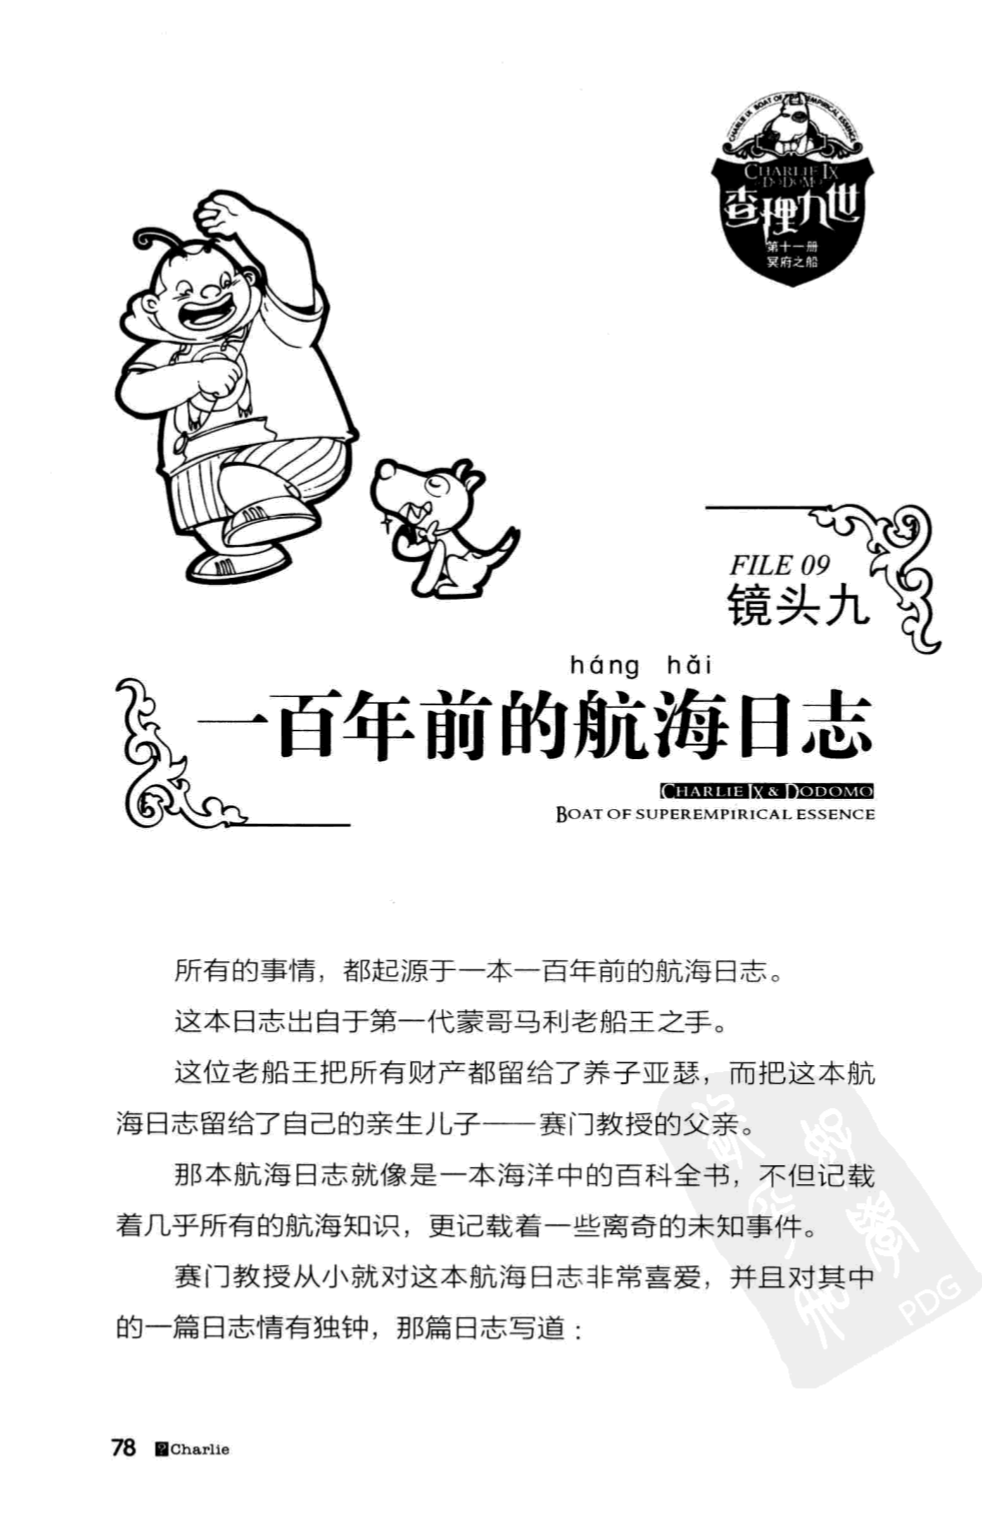 CHARLIE IX BOAT OF SUPEREMPIRICAL ESSENCE
CHARLIE IX
DODOMO
查理九世
第十一册
冥府之船
FILE 09
镜头九
háng hǎi
一百年前的航海日志
CHARLIE IX & DODOMO
BOAT OF SUPEREMPIRICAL ESSENCE
所有的事情，都起源于一本一百年前的航海日志。
这本日志出自于第一代蒙哥马利老船王之手。
这位老船王把所有财产都留给了养子亚瑟，而把这本航
海日志留给了自己的亲生儿子——赛门教授的父亲。
那本航海日志就像是一本海洋中的百科全书，不但记载
着几乎所有的航海知识，更记载着一些离奇的未知事件。
赛门教授从小就对这本航海日志非常喜爱，并且对其中
的一篇日志情有独钟，那篇日志写道：
PDG
78 ?Charlie